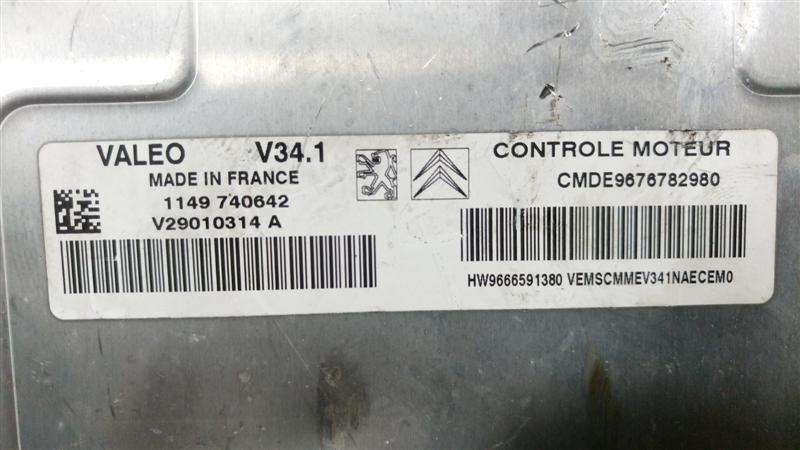 VALEO V34.1
MADE IN FRANCE
1149 740642
V29010314 A
CONTROLE MOTEUR
CMDE9676782980
HW9666591380 VEMSCMMEV341NAECEM0